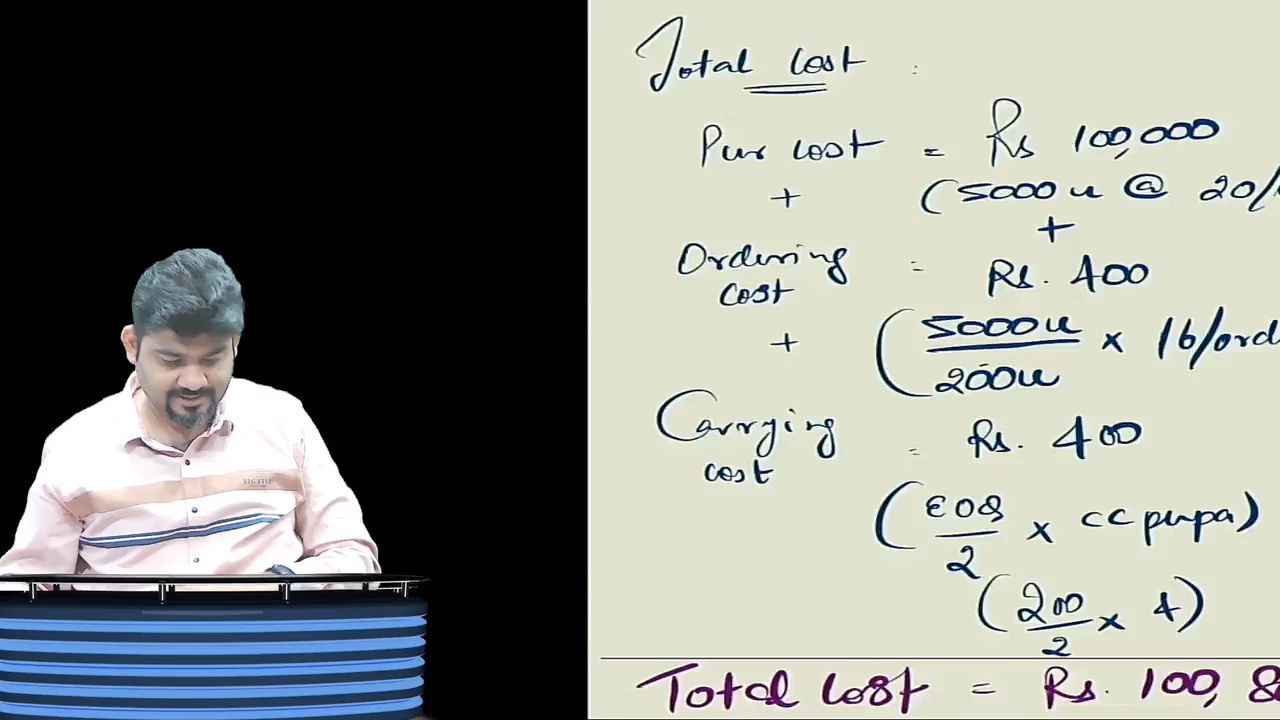 Total cost :
Pur cost = Rs 100,000
+ (5000u @ 20/
+
Ordering cost = Rs. 400
+ (5000u/200u × 16/ord
Carrying cost = Rs. 400
(EOQ/2 × cc pupa)
(200/2 × 4)
Total cost = Rs. 100, 8